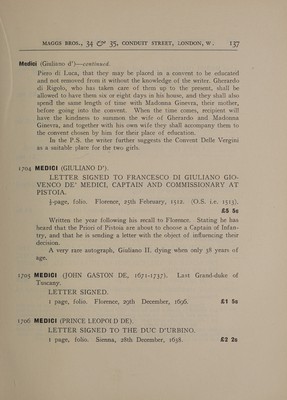 MAGGS BROS., 34 & 35, CONDUIT STREET, LONDON, W. 137
Medici (Giuliano d')—continued.
Piero di Luca, that they may be placed in a convent to be educated
and not removed from it without the knowledge of the writer. Gherardo
di Rigolo, who has taken care of them up to the present, shall be
allowed to have them six or eight days in his house, and they shall also
spend the same length of time with Madonna Ginevra, their mother,
before going into the convent. When the time comes, recipient will
have the kindness to summon the wife of Gherardo and Madonna
Ginevra, and together with his own wife they shall accompany them to
the convent chosen by him for their place of education.
In the P.S. the writer further suggests the Convent Delle Vergini
as a suitable place for the two girls.
1704 MEDICI (GIULIANO D').
LETTER SIGNED TO FRANCESCO DI GIULIANO GIO-
VENCO DE' MEDICI, CAPTAIN AND COMMISSIONARY AT
PISTOIA.
½-page, folio. Florence, 25th February, 1512. (O.S. i.e. 1513).
£5 5s
Written the year following his recall to Florence. Stating he has
heard that the Priori of Pistoia are about to choose a Captain of Infan-
try, and that he is sending a letter with the object of influencing their
decision.
A very rare autograph, Giuliano II. dying when only 38 years of
age.
1705 MEDICI (JOHN GASTON DE, 1671-1737). Last Grand-duke of
Tuscany.
LETTER SIGNED.
1 page, folio. Florence, 29th December, 1696. £1 5s
1706 MEDICI (PRINCE LEOPOLD DE).
LETTER SIGNED TO THE DUC D'URBINO.
1 page, folio. Sienna, 28th December, 1638. £2 2s